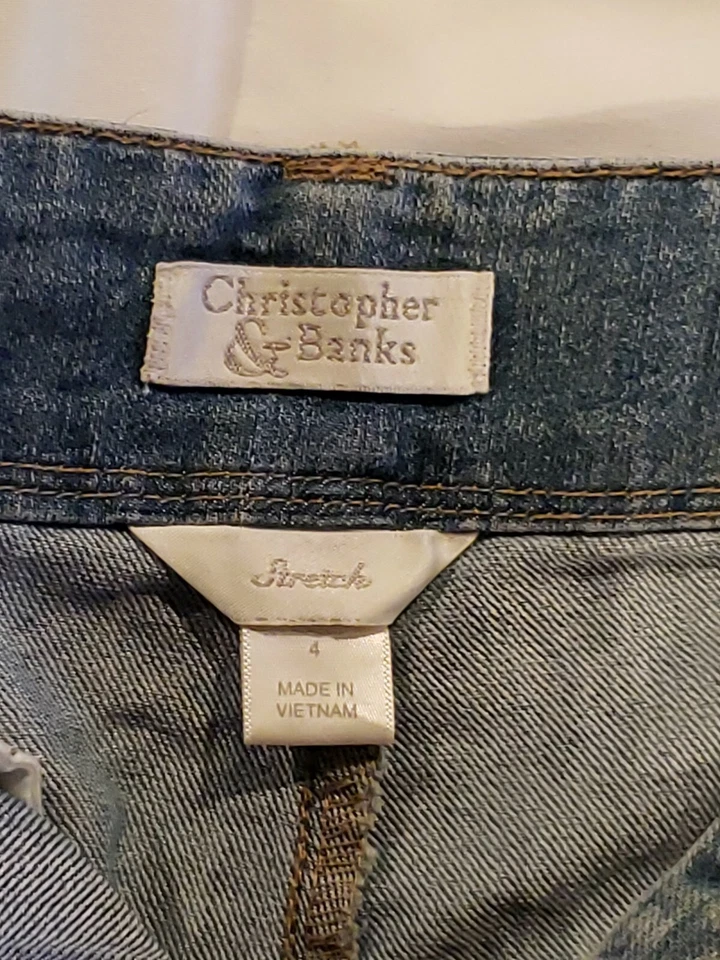 Christopher
& Banks
Stretch
4
MADE IN
VIETNAM